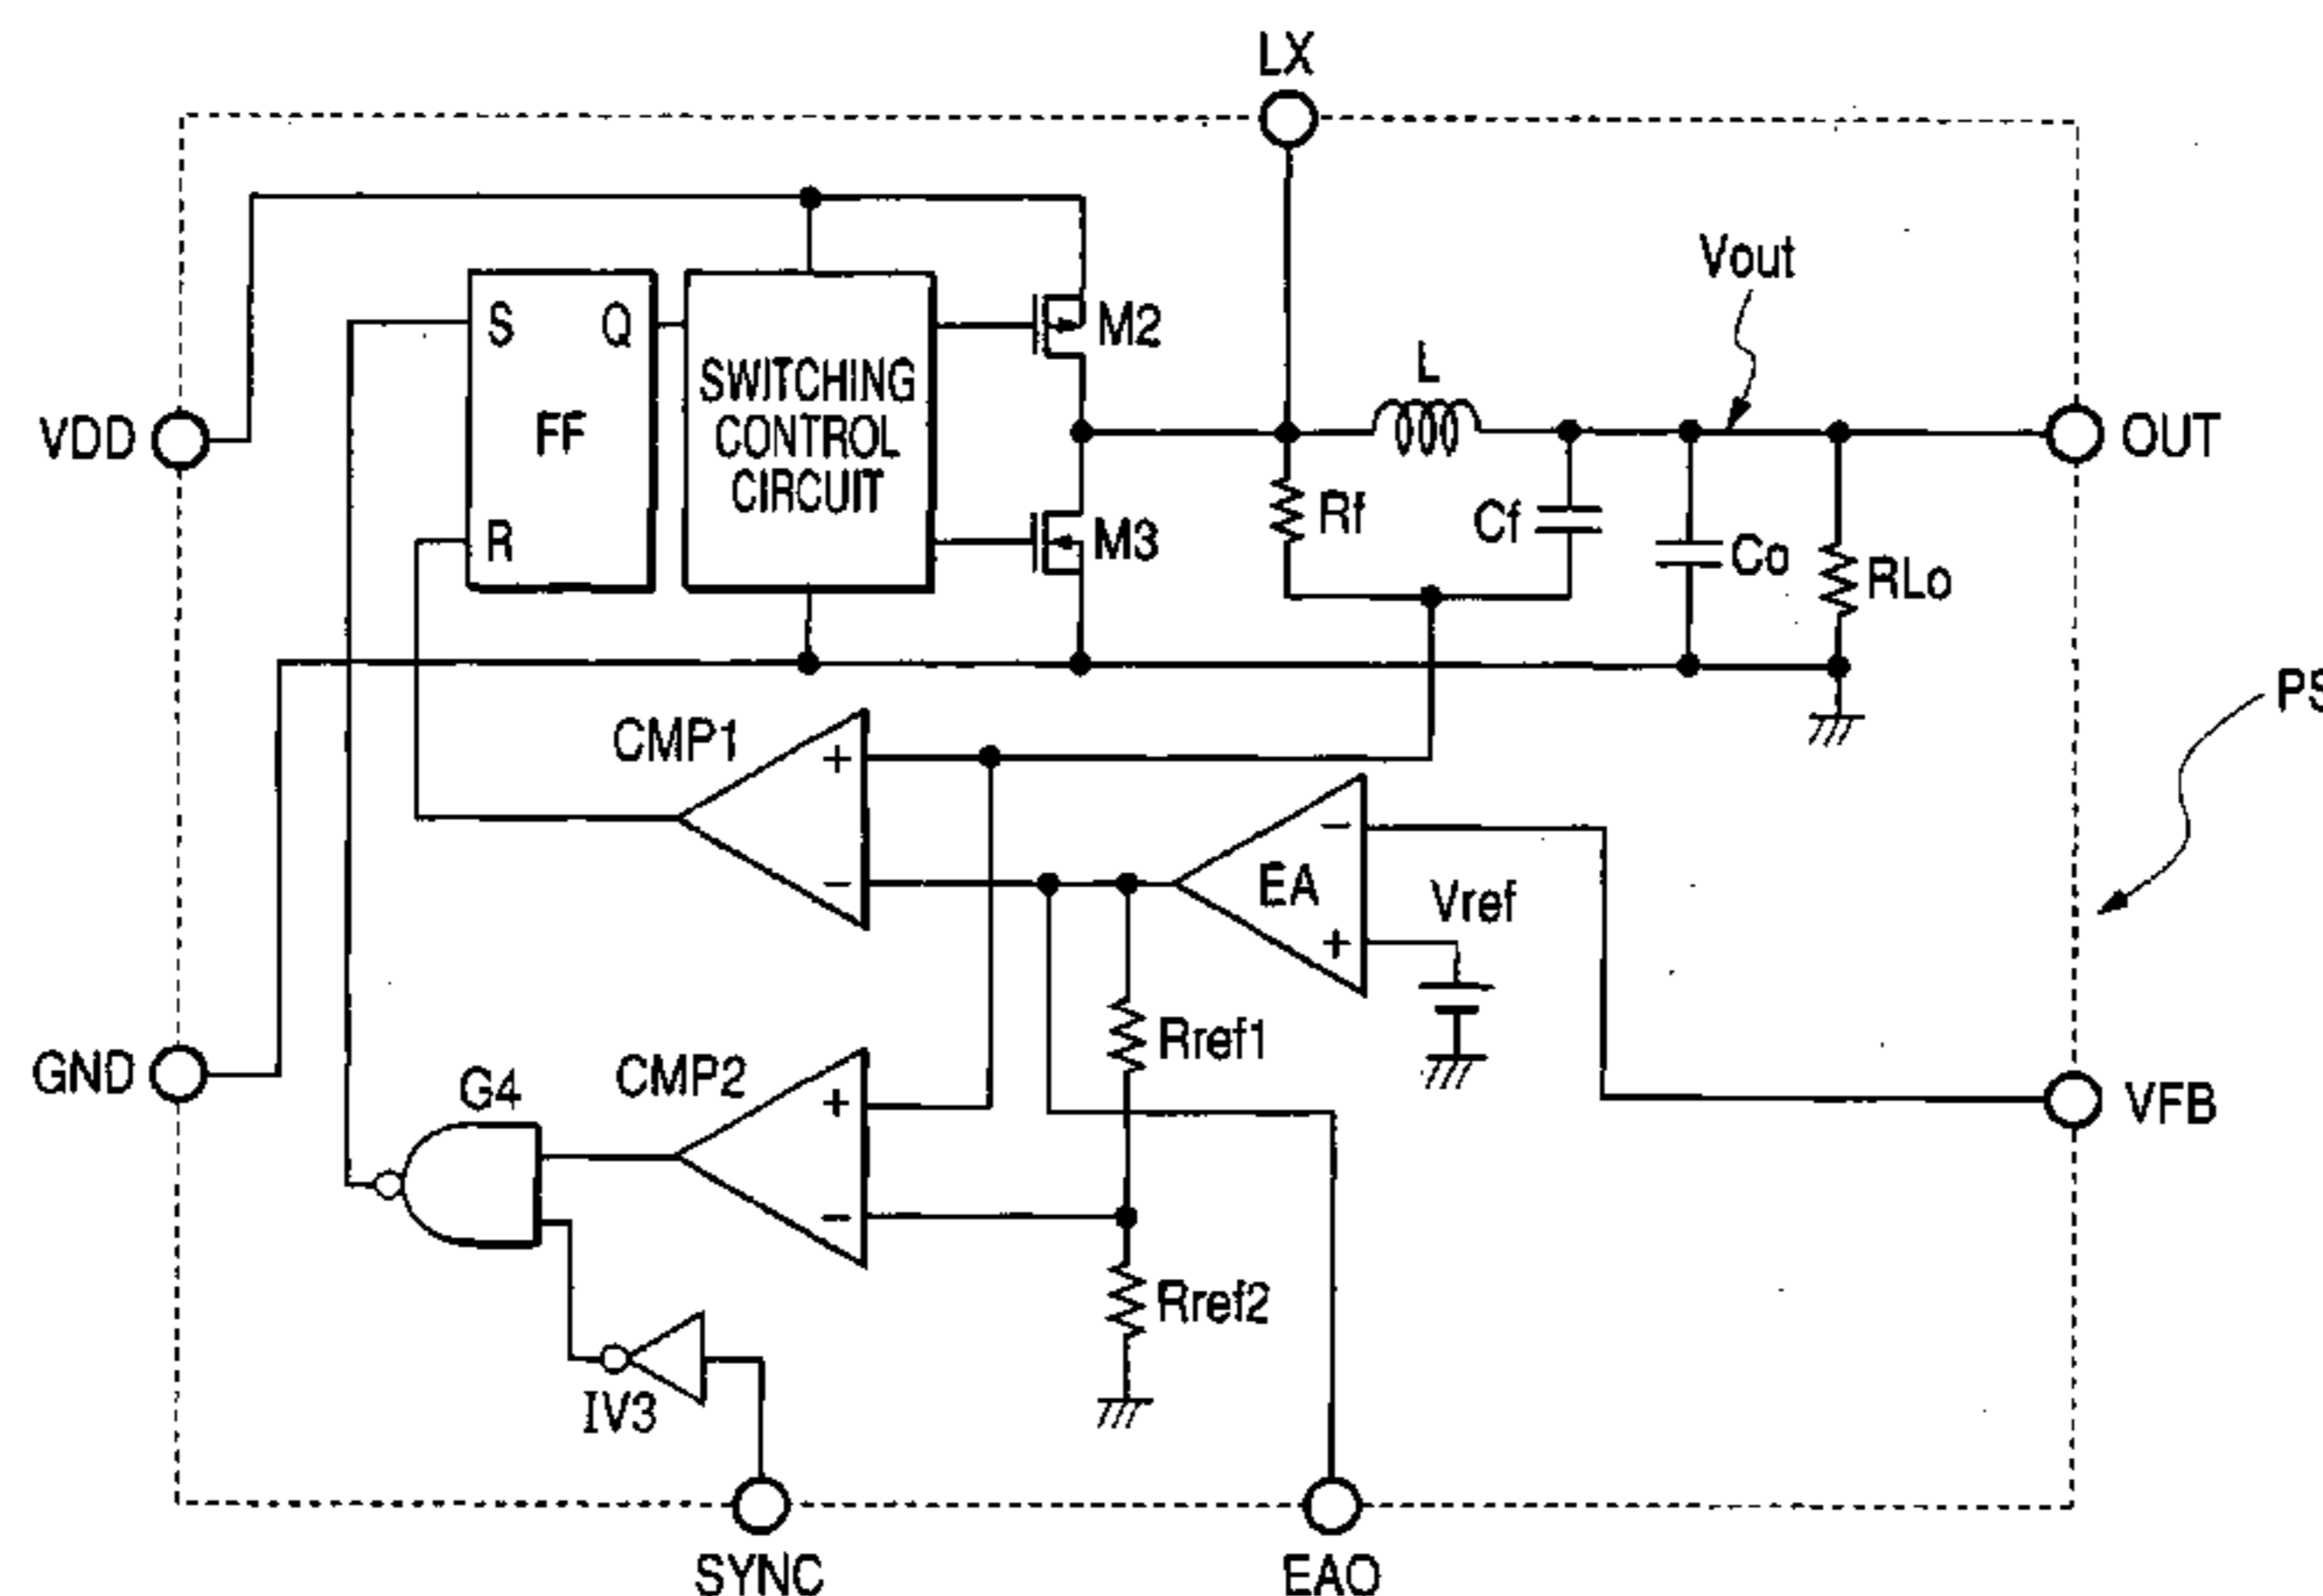 LX
Vout
S
Q
M2
SWITCHING
CONTROL
CIRCUIT
L
VDD
FF
OUT
Rf
Cf
R
M3
Co
RLo
PS
CMP1
+
−
−
EA
Vref
+
Rref1
GND
G4
CMP2
+
VFB
−
Rref2
IV3
SYNC
EAO